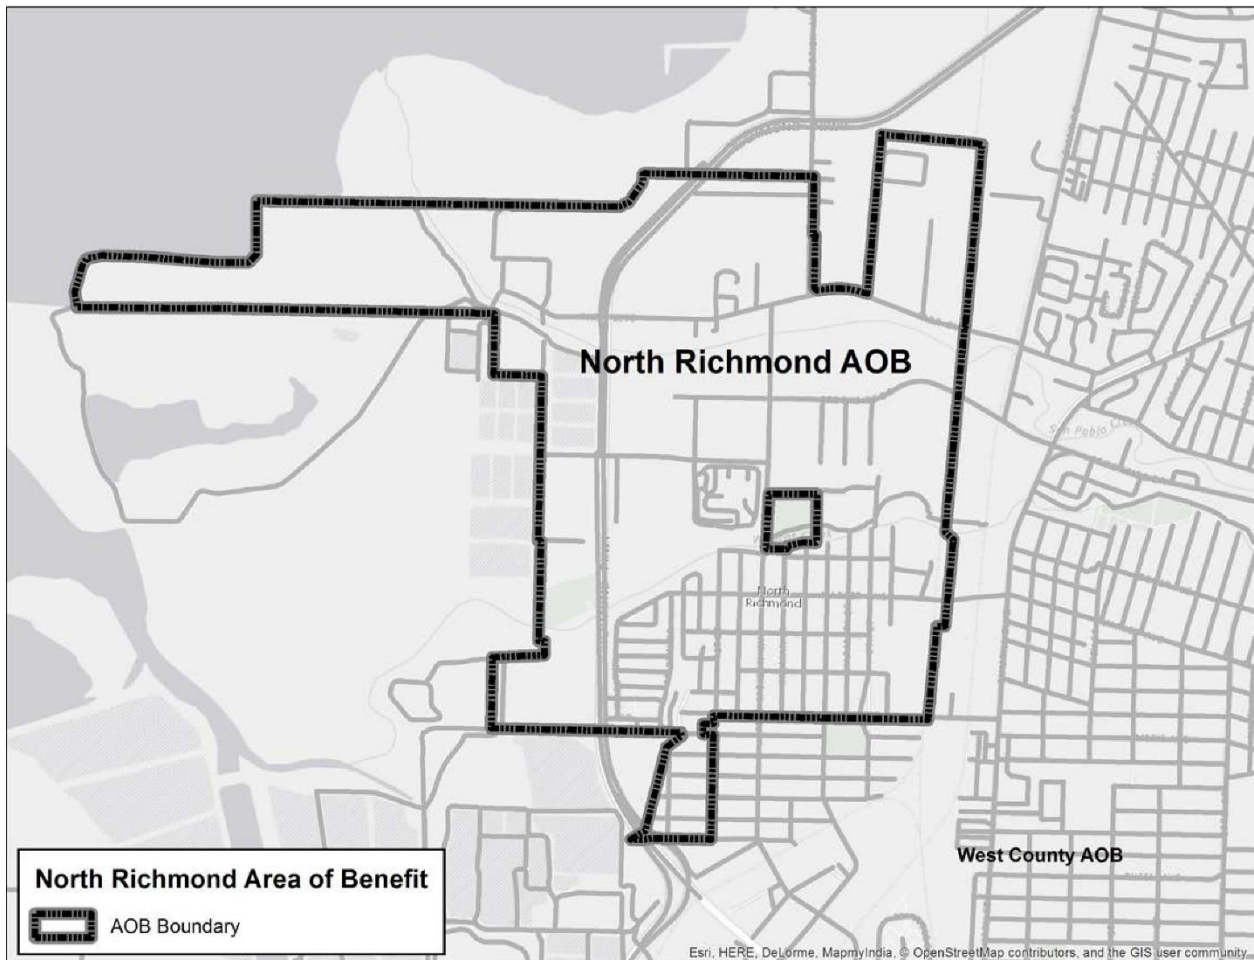 North Richmond AOB
San Pablo
North
Richmond
West County AOB
North Richmond Area of Benefit
AOB Boundary
Esri, HERE, DeLorme, MapmyIndia, © OpenStreetMap contributors, and the GIS user community